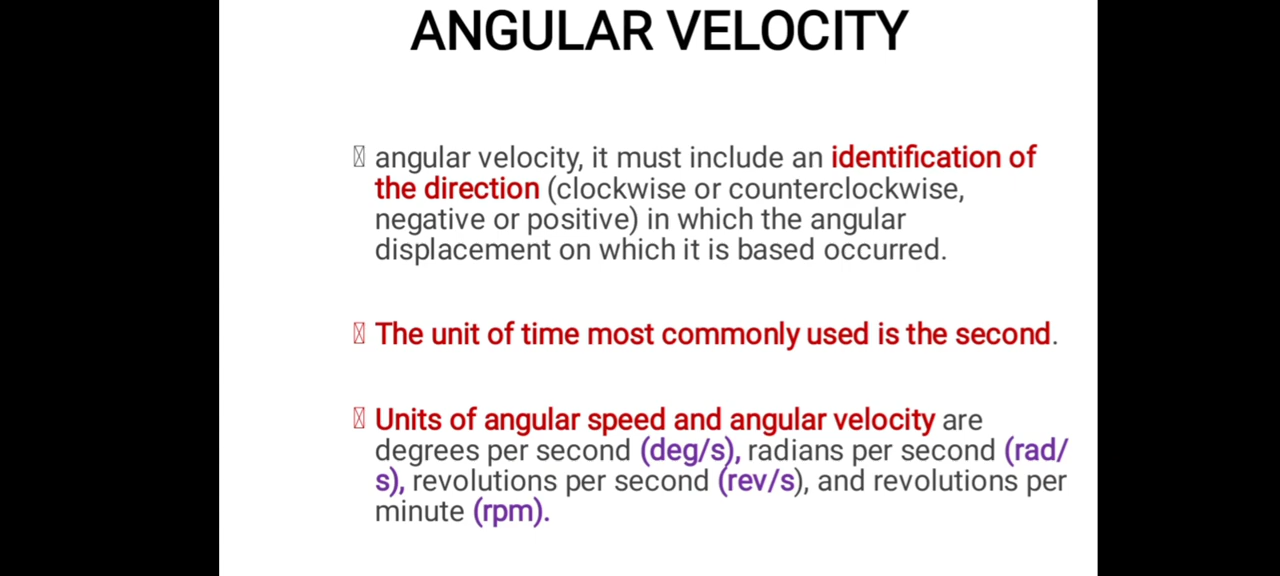 ANGULAR VELOCITY
angular velocity, it must include an identification of
the direction (clockwise or counterclockwise,
negative or positive) in which the angular
displacement on which it is based occurred.
The unit of time most commonly used is the second.
Units of angular speed and angular velocity are
degrees per second (deg/s), radians per second (rad/
s), revolutions per second (rev/s), and revolutions per
minute (rpm).